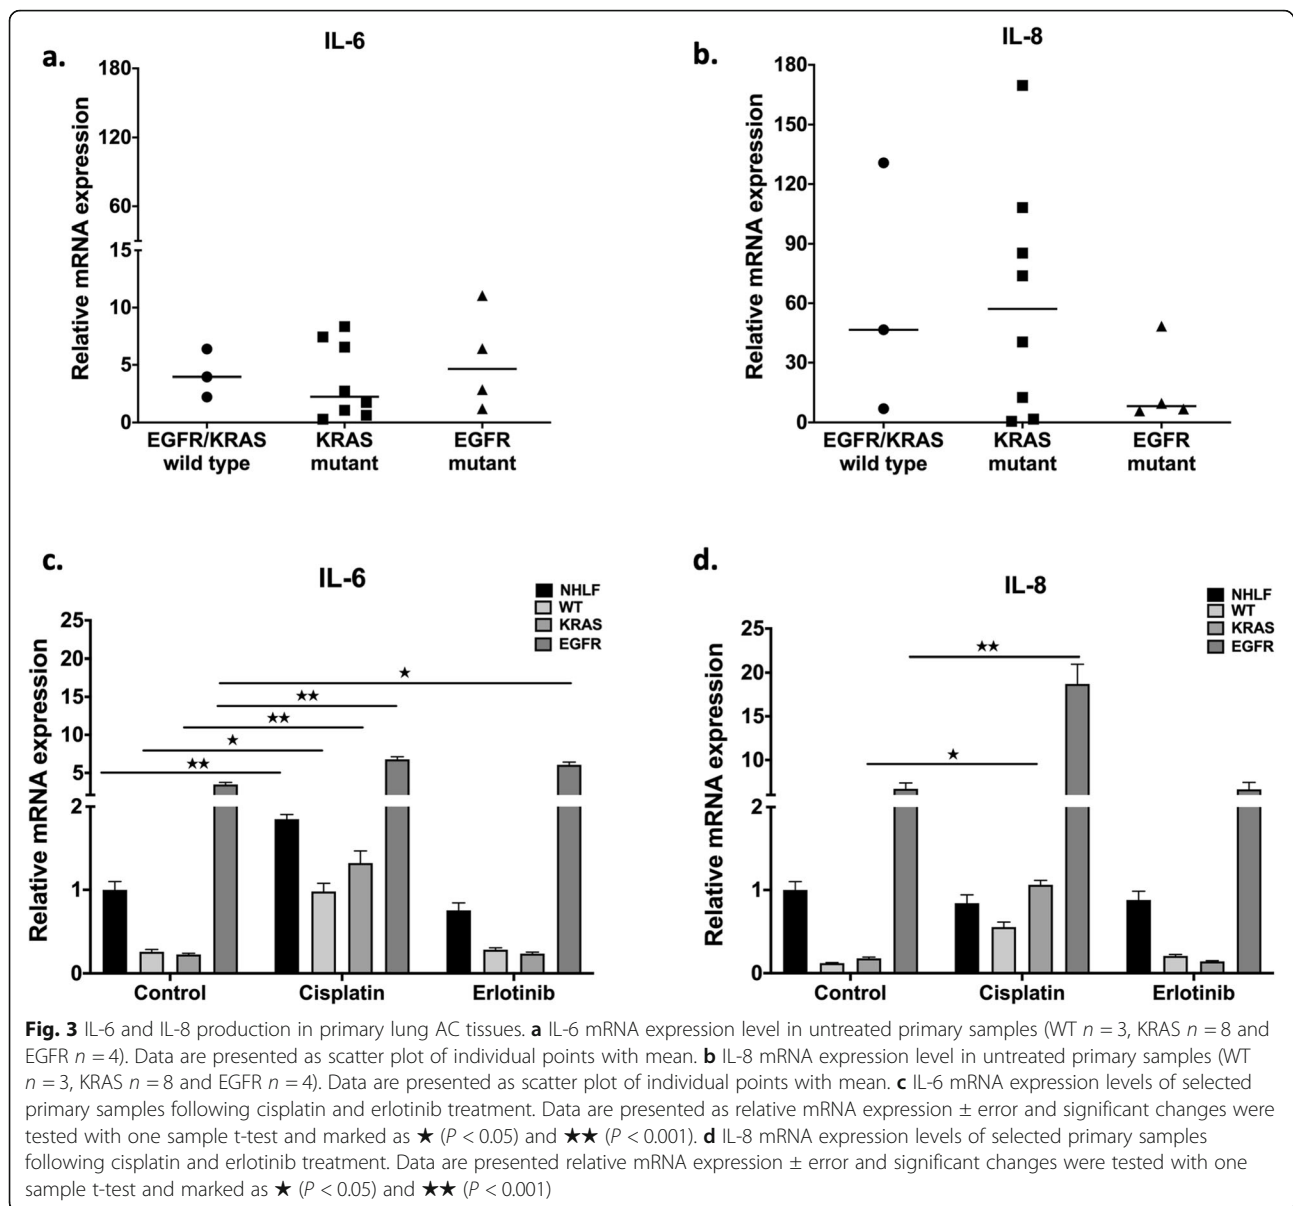 a.
IL-6
Relative mRNA expression
180
120
60
15
10
5
0
EGFR/KRAS
wild type
KRAS
mutant
EGFR
mutant
b.
IL-8
Relative mRNA expression
180
150
120
90
60
30
0
EGFR/KRAS
wild type
KRAS
mutant
EGFR
mutant
c.
IL-6
NHLF
WT
KRAS
EGFR
Relative mRNA expression
25
20
15
10
5
2
1
0
★
★★
★★
★
★★
Control
Cisplatin
Erlotinib
d.
IL-8
NHLF
WT
KRAS
EGFR
Relative mRNA expression
25
20
15
10
5
2
1
0
★★
★
Control
Cisplatin
Erlotinib
Fig. 3 IL-6 and IL-8 production in primary lung AC tissues. a IL-6 mRNA expression level in untreated primary samples (WT n = 3, KRAS n = 8 and
EGFR n = 4). Data are presented as scatter plot of individual points with mean. b IL-8 mRNA expression level in untreated primary samples (WT
n = 3, KRAS n = 8 and EGFR n = 4). Data are presented as scatter plot of individual points with mean. c IL-6 mRNA expression levels of selected
primary samples following cisplatin and erlotinib treatment. Data are presented as relative mRNA expression ± error and significant changes were
tested with one sample t-test and marked as ★ (P < 0.05) and ★★ (P < 0.001). d IL-8 mRNA expression levels of selected primary samples
following cisplatin and erlotinib treatment. Data are presented relative mRNA expression ± error and significant changes were tested with one
sample t-test and marked as ★ (P < 0.05) and ★★ (P < 0.001)